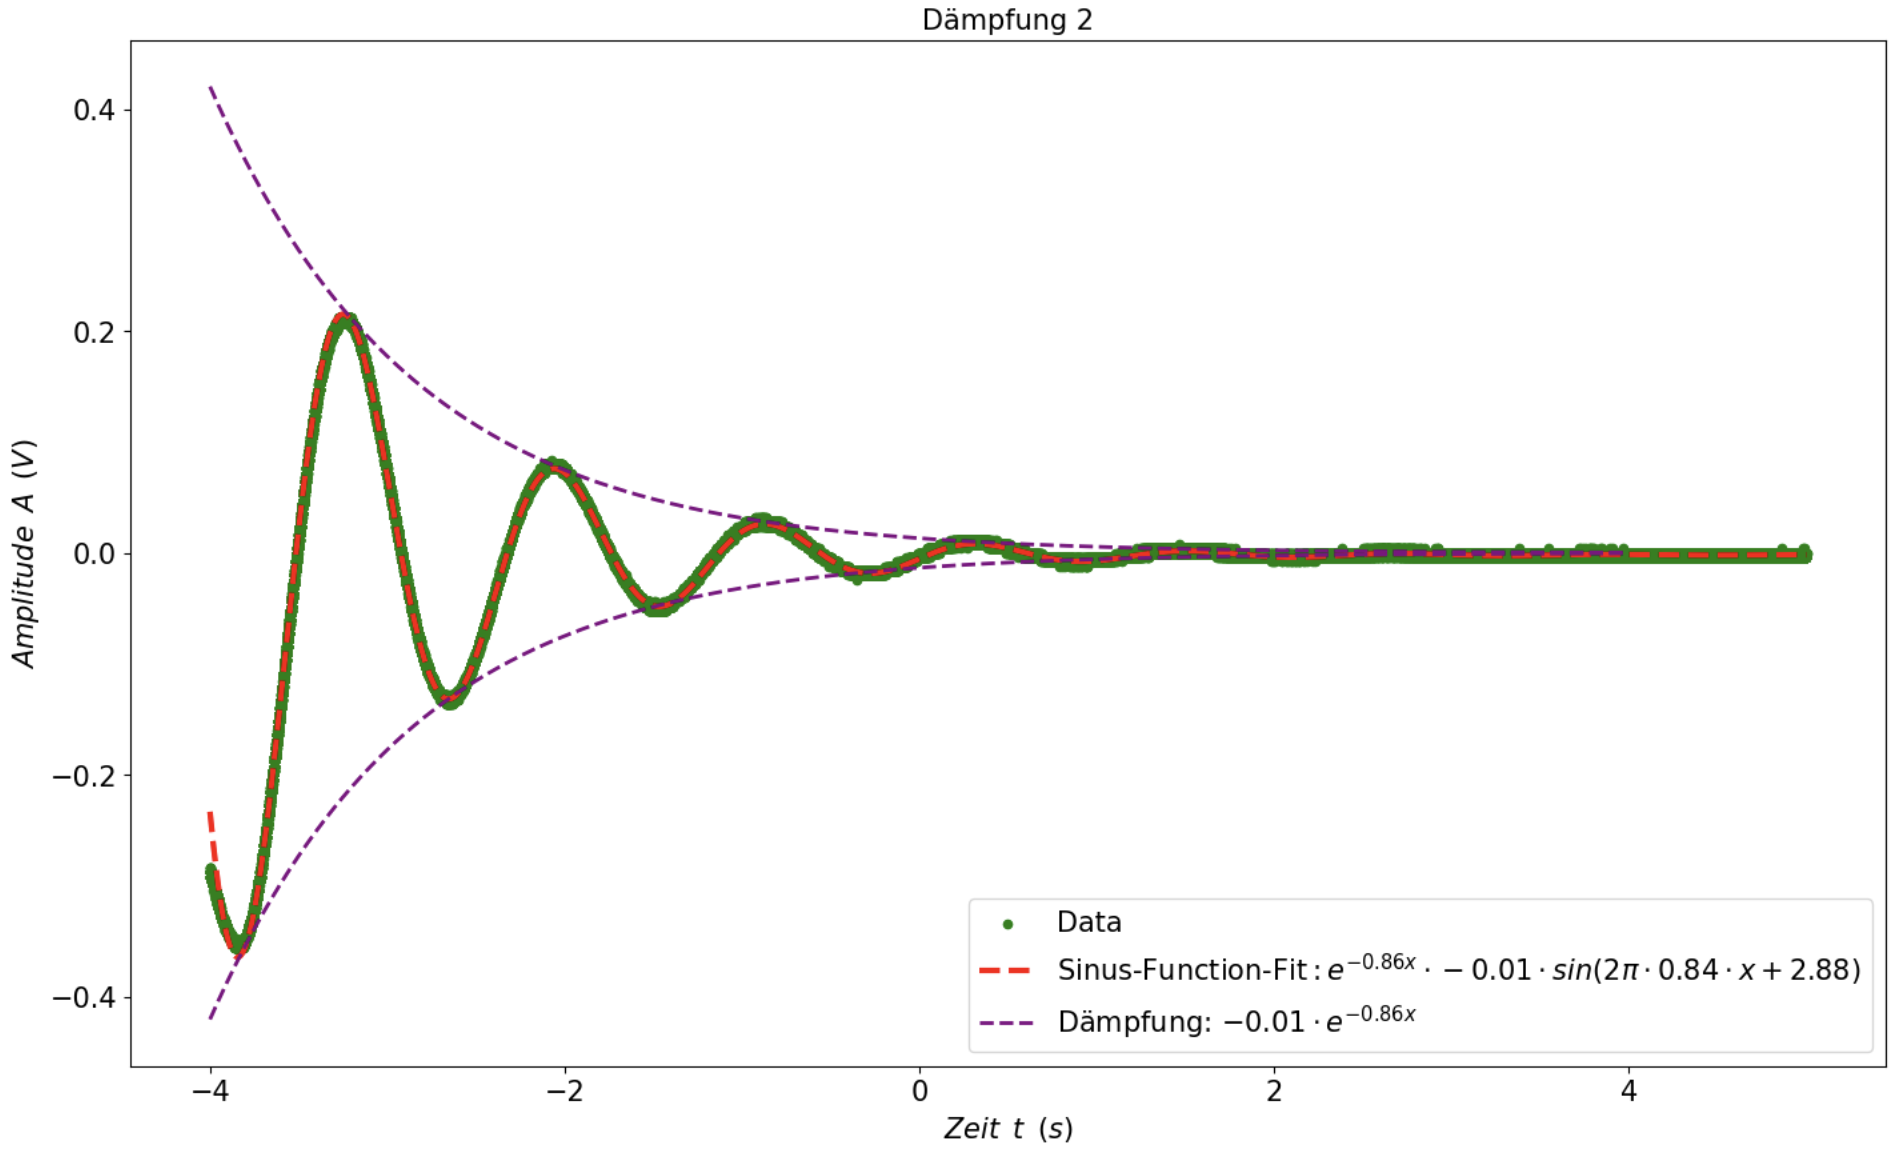 Dämpfung 2
Amplitude A (V)
0.4
0.2
0.0
−0.2
−0.4
Data
Sinus-Function-Fit: e^{−0.86x} · −0.01 · sin(2π · 0.84 · x + 2.88)
Dämpfung: −0.01 · e^{−0.86x}
−4 −2 0 2 4
Zeit t (s)